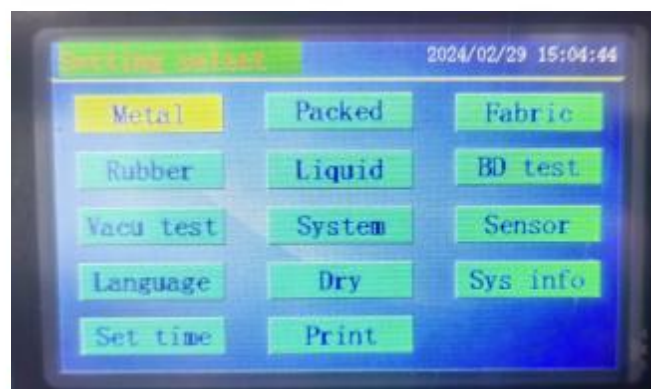 Setting select 2024/02/29 15:04:44
Metal Packed Fabric
Rubber Liquid BD test
Vacu test System Sensor
Language Dry Sys info
Set time Print